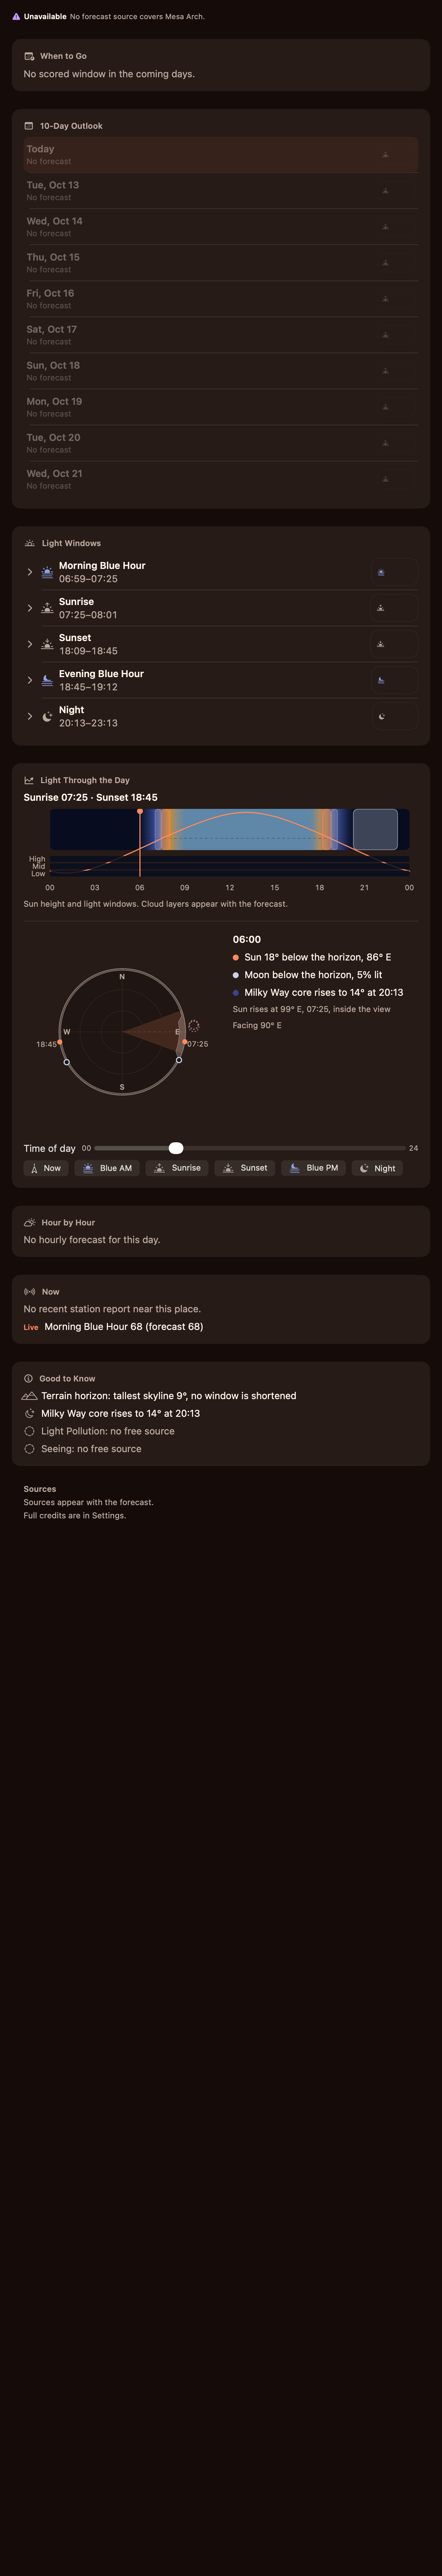 Unavailable No forecast source covers Mesa Arch.
When to Go
No scored window in the coming days.
10-Day Outlook
Today
No forecast
Tue, Oct 13
No forecast
Wed, Oct 14
No forecast
Thu, Oct 15
No forecast
Fri, Oct 16
No forecast
Sat, Oct 17
No forecast
Sun, Oct 18
No forecast
Mon, Oct 19
No forecast
Tue, Oct 20
No forecast
Wed, Oct 21
No forecast
Light Windows
Morning Blue Hour
06:59–07:25
Sunrise
07:25–08:01
Sunset
18:09–18:45
Evening Blue Hour
18:45–19:12
Night
20:13–23:13
Light Through the Day
Sunrise 07:25 · Sunset 18:45
High
Mid
Low
00 03 06 09 12 15 18 21 00
Sun height and light windows. Cloud layers appear with the forecast.
06:00
Sun 18° below the horizon, 86° E
Moon below the horizon, 5% lit
Milky Way core rises to 14° at 20:13
Sun rises at 99° E, 07:25, inside the view
Facing 90° E
N
W E
18:45 07:25
S
Time of day 00 24
Now Blue AM Sunrise Sunset Blue PM Night
Hour by Hour
No hourly forecast for this day.
Now
No recent station report near this place.
Live Morning Blue Hour 68 (forecast 68)
Good to Know
Terrain horizon: tallest skyline 9°, no window is shortened
Milky Way core rises to 14° at 20:13
Light Pollution: no free source
Seeing: no free source
Sources
Sources appear with the forecast.
Full credits are in Settings.